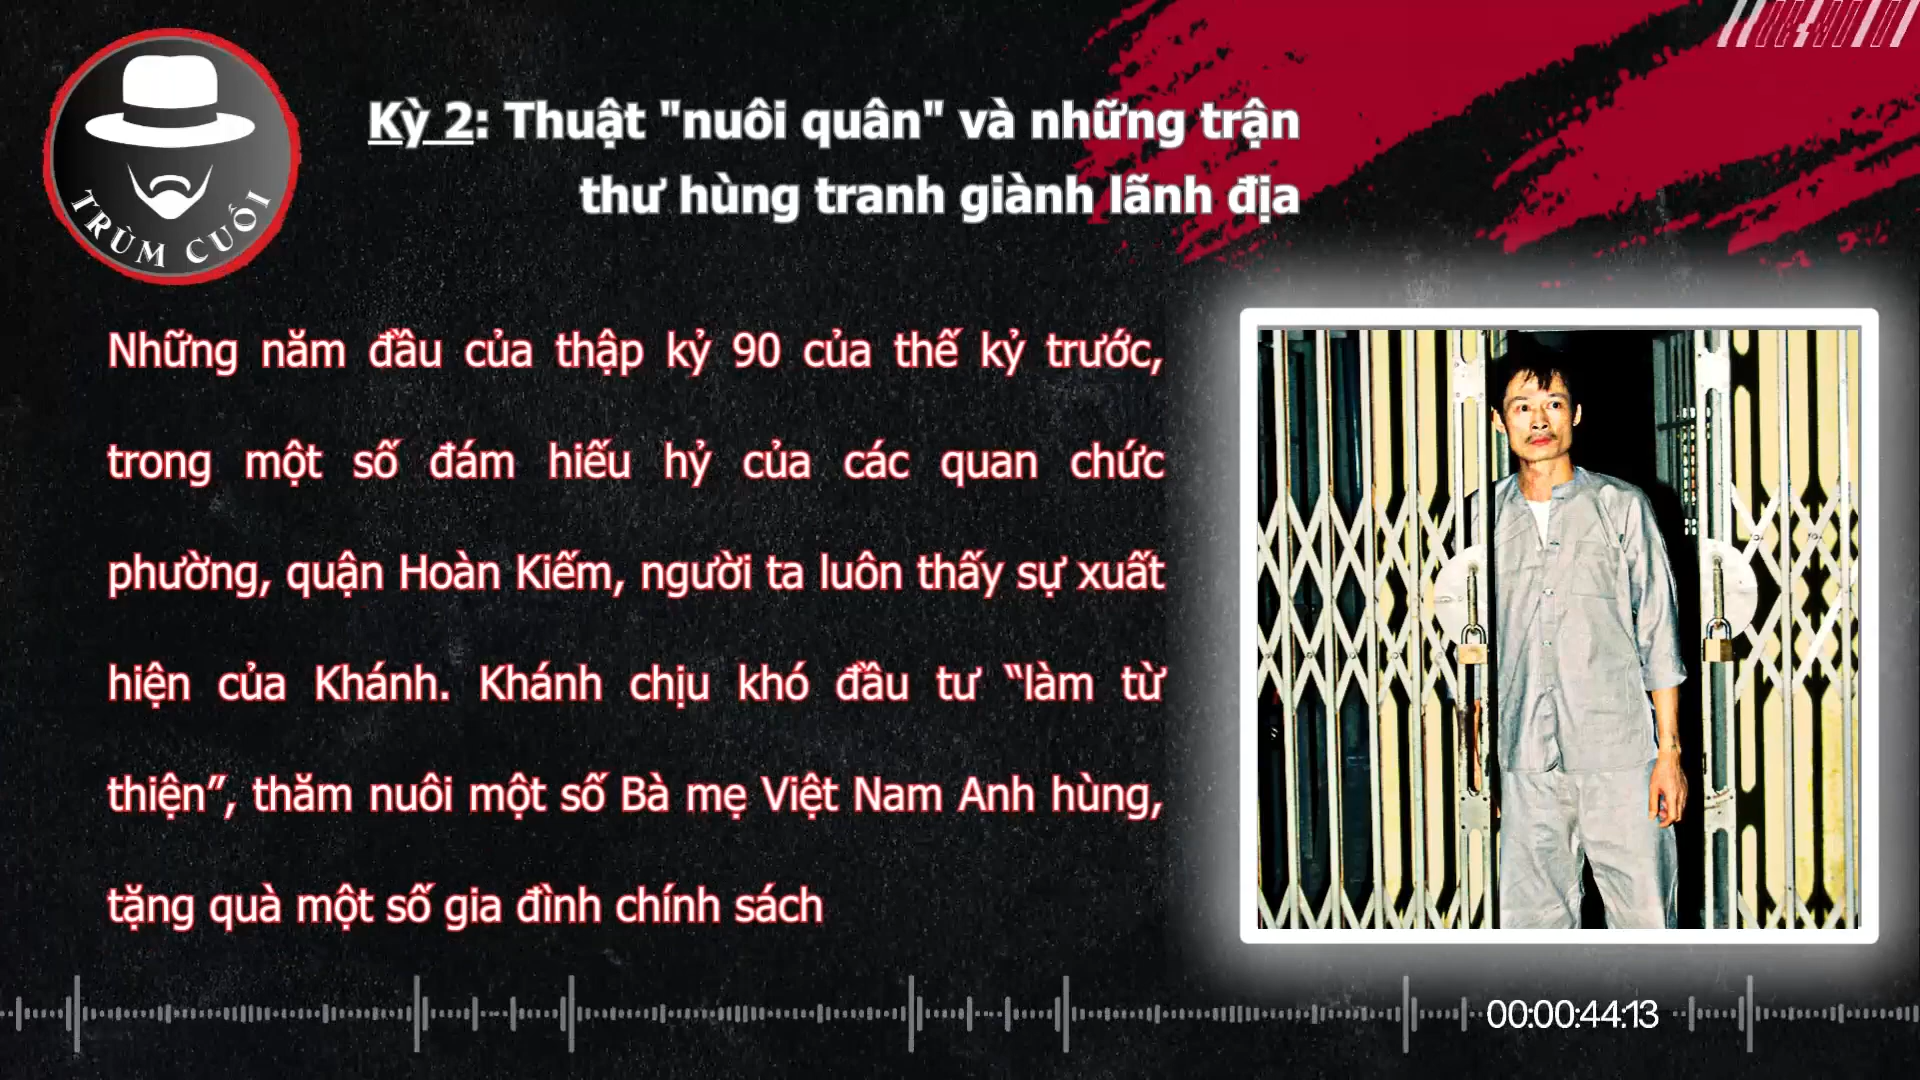 TRÙM CUỐI
Kỳ 2: Thuật "nuôi quân" và những trận
thư hùng tranh giành lãnh địa
Những năm đầu của thập kỷ 90 của thế kỷ trước,
trong một số đám hiếu hỷ của các quan chức
phường, quận Hoàn Kiếm, người ta luôn thấy sự xuất
hiện của Khánh. Khánh chịu khó đầu tư “làm từ
thiện”, thăm nuôi một số Bà mẹ Việt Nam Anh hùng,
tặng quà một số gia đình chính sách
00:00:44:13